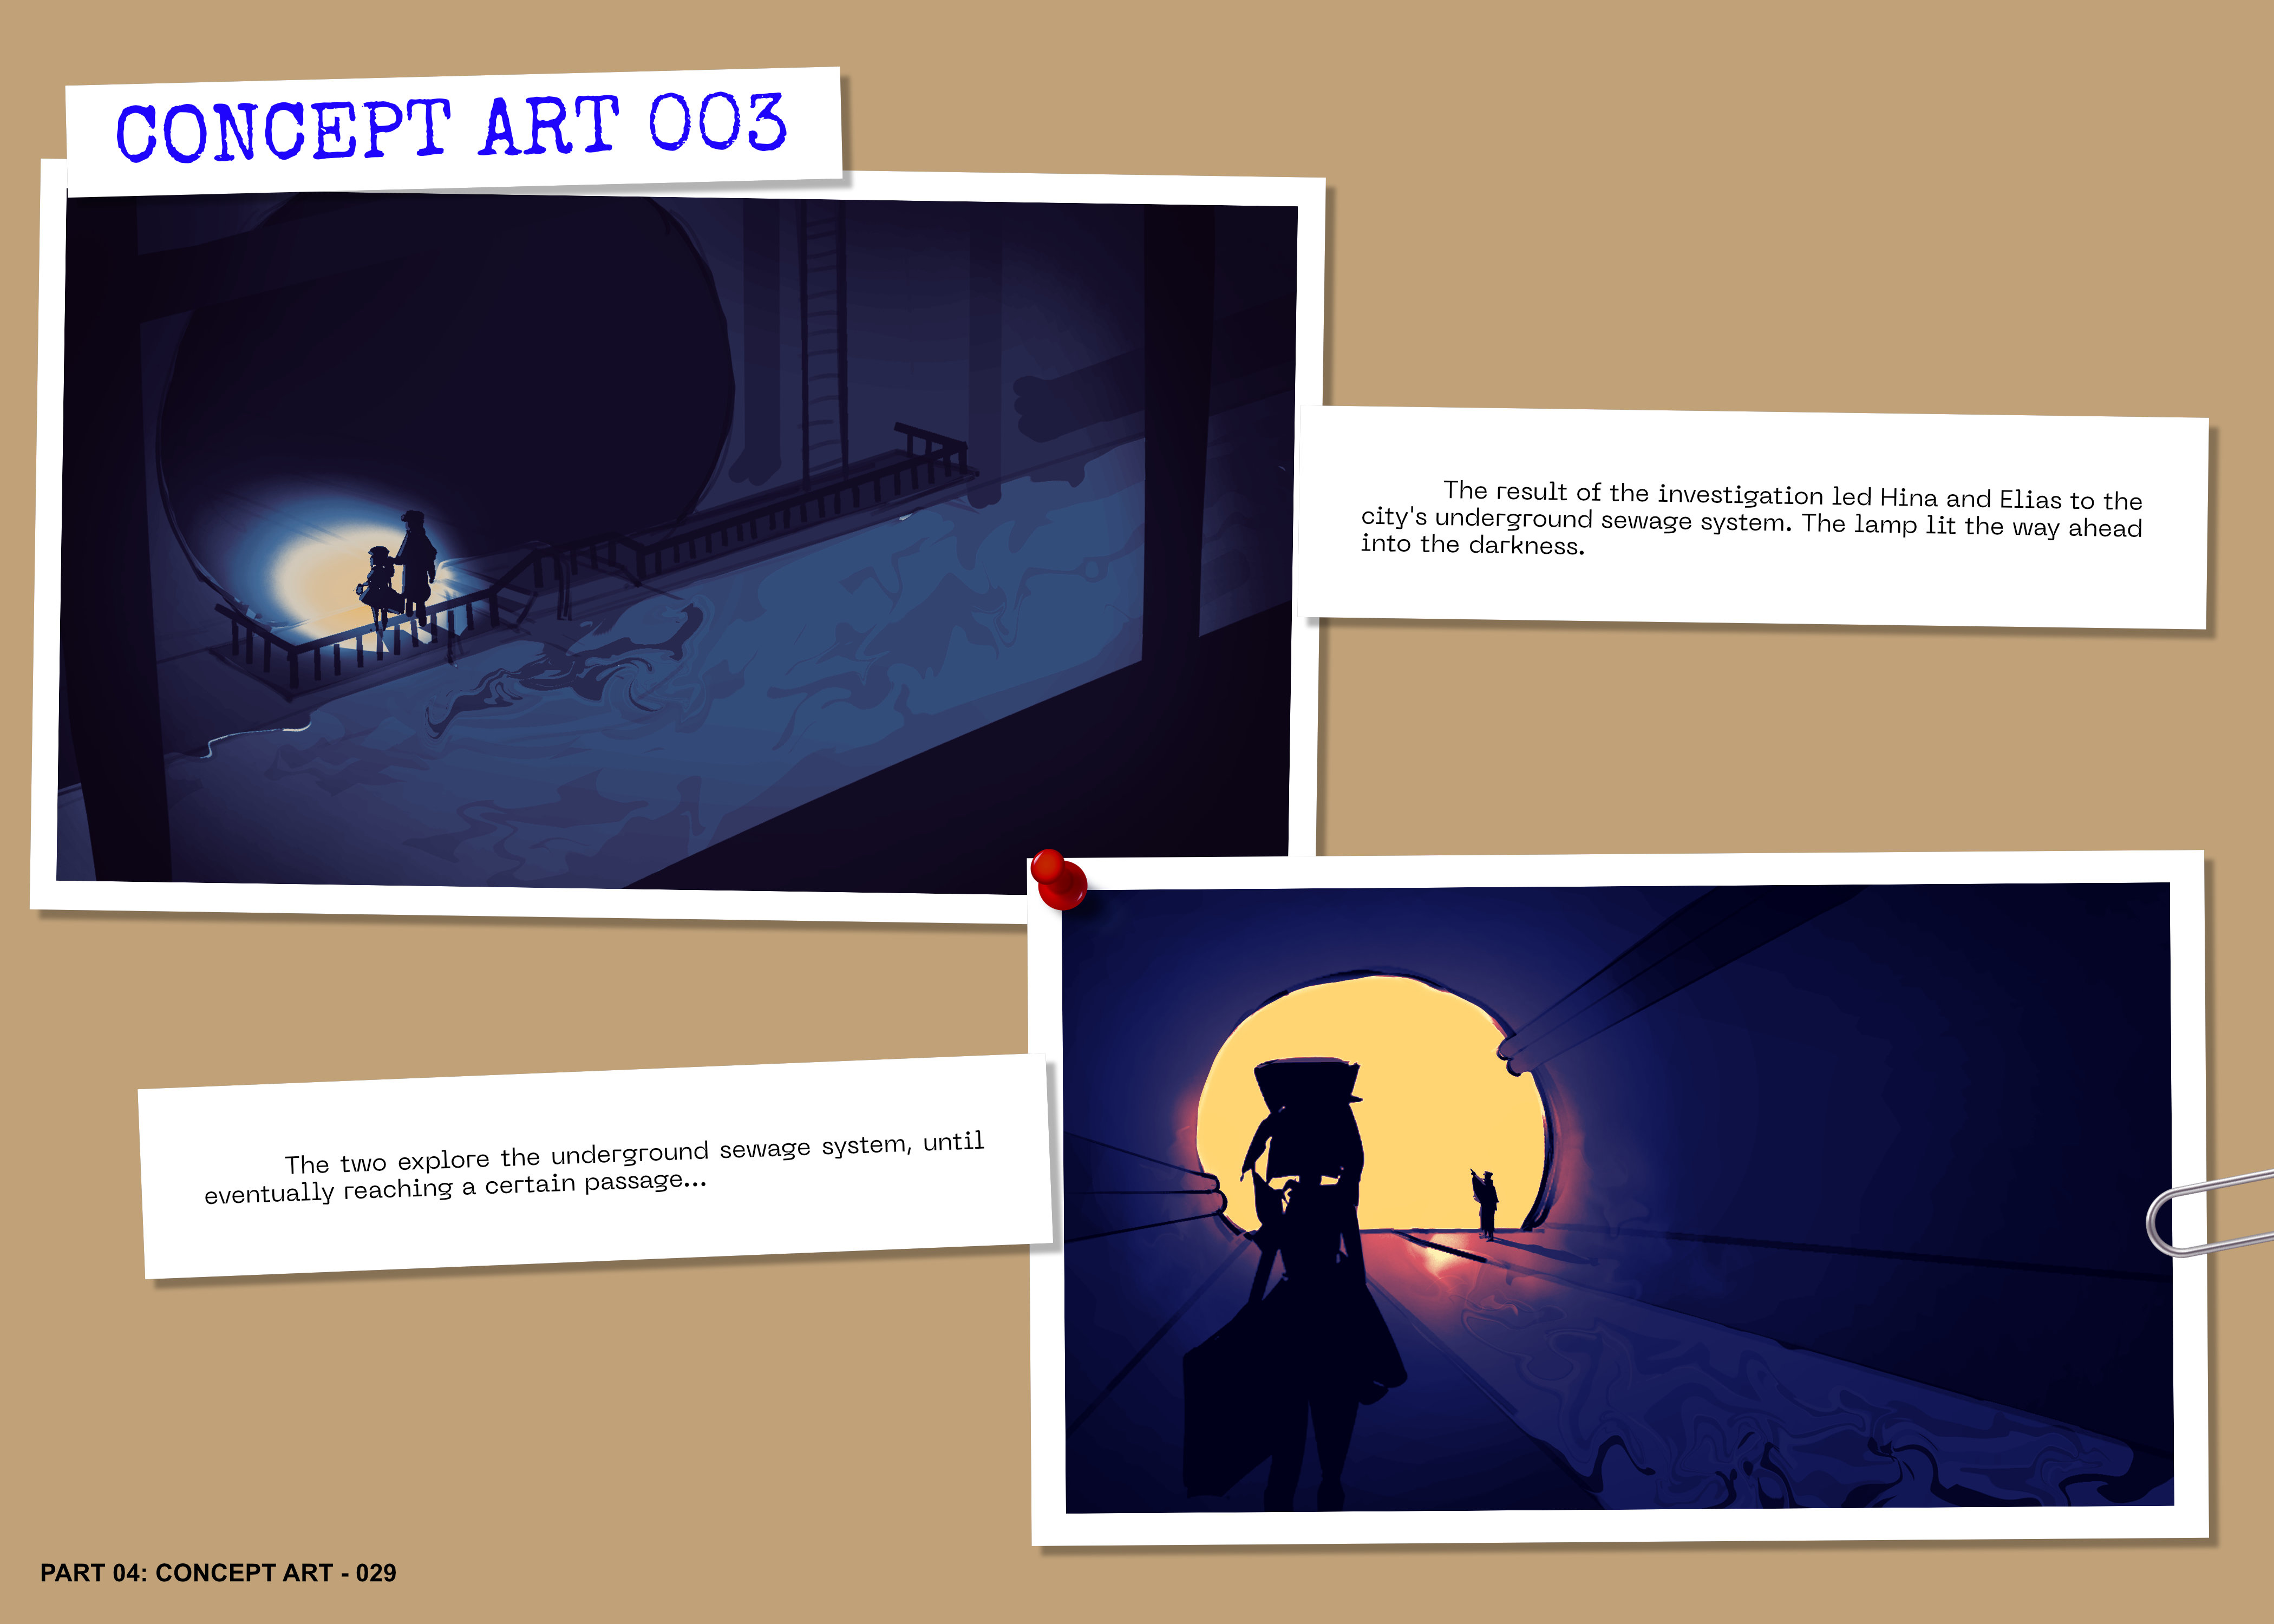 CONCEPT ART 003
The result of the investigation led Hina and Elias to the
city's underground sewage system. The lamp lit the way ahead
into the darkness.
The two explore the underground sewage system, until
eventually reaching a certain passage...
PART 04: CONCEPT ART - 029